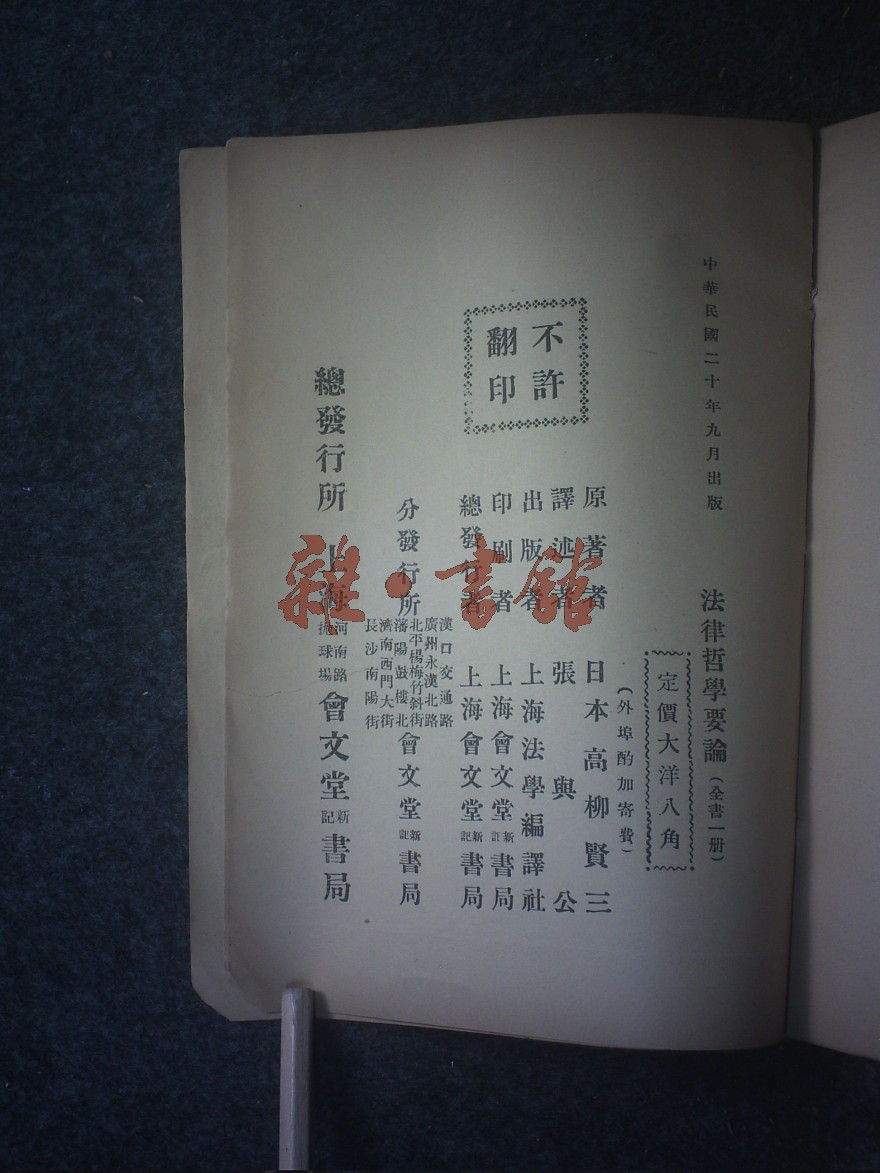 中華民國二十年九月出版
法律哲學要論(全書一册)
定價大洋八角
(外埠酌加寄費)
原著者 日本高柳賢三
譯述者 張與公
出版者 上海法學編譯社
印刷者 上海會文堂新記書局
總發行者 上海會文堂新記書局
不許
翻印
分發行所
漢口交通路
廣州永漢北路
北平楊梅竹斜街
瀋陽鼓樓北
濟南西門大街
長沙南陽街
會文堂新記書局
總發行所 上海河南路拋球場會文堂新記書局
雜·書館